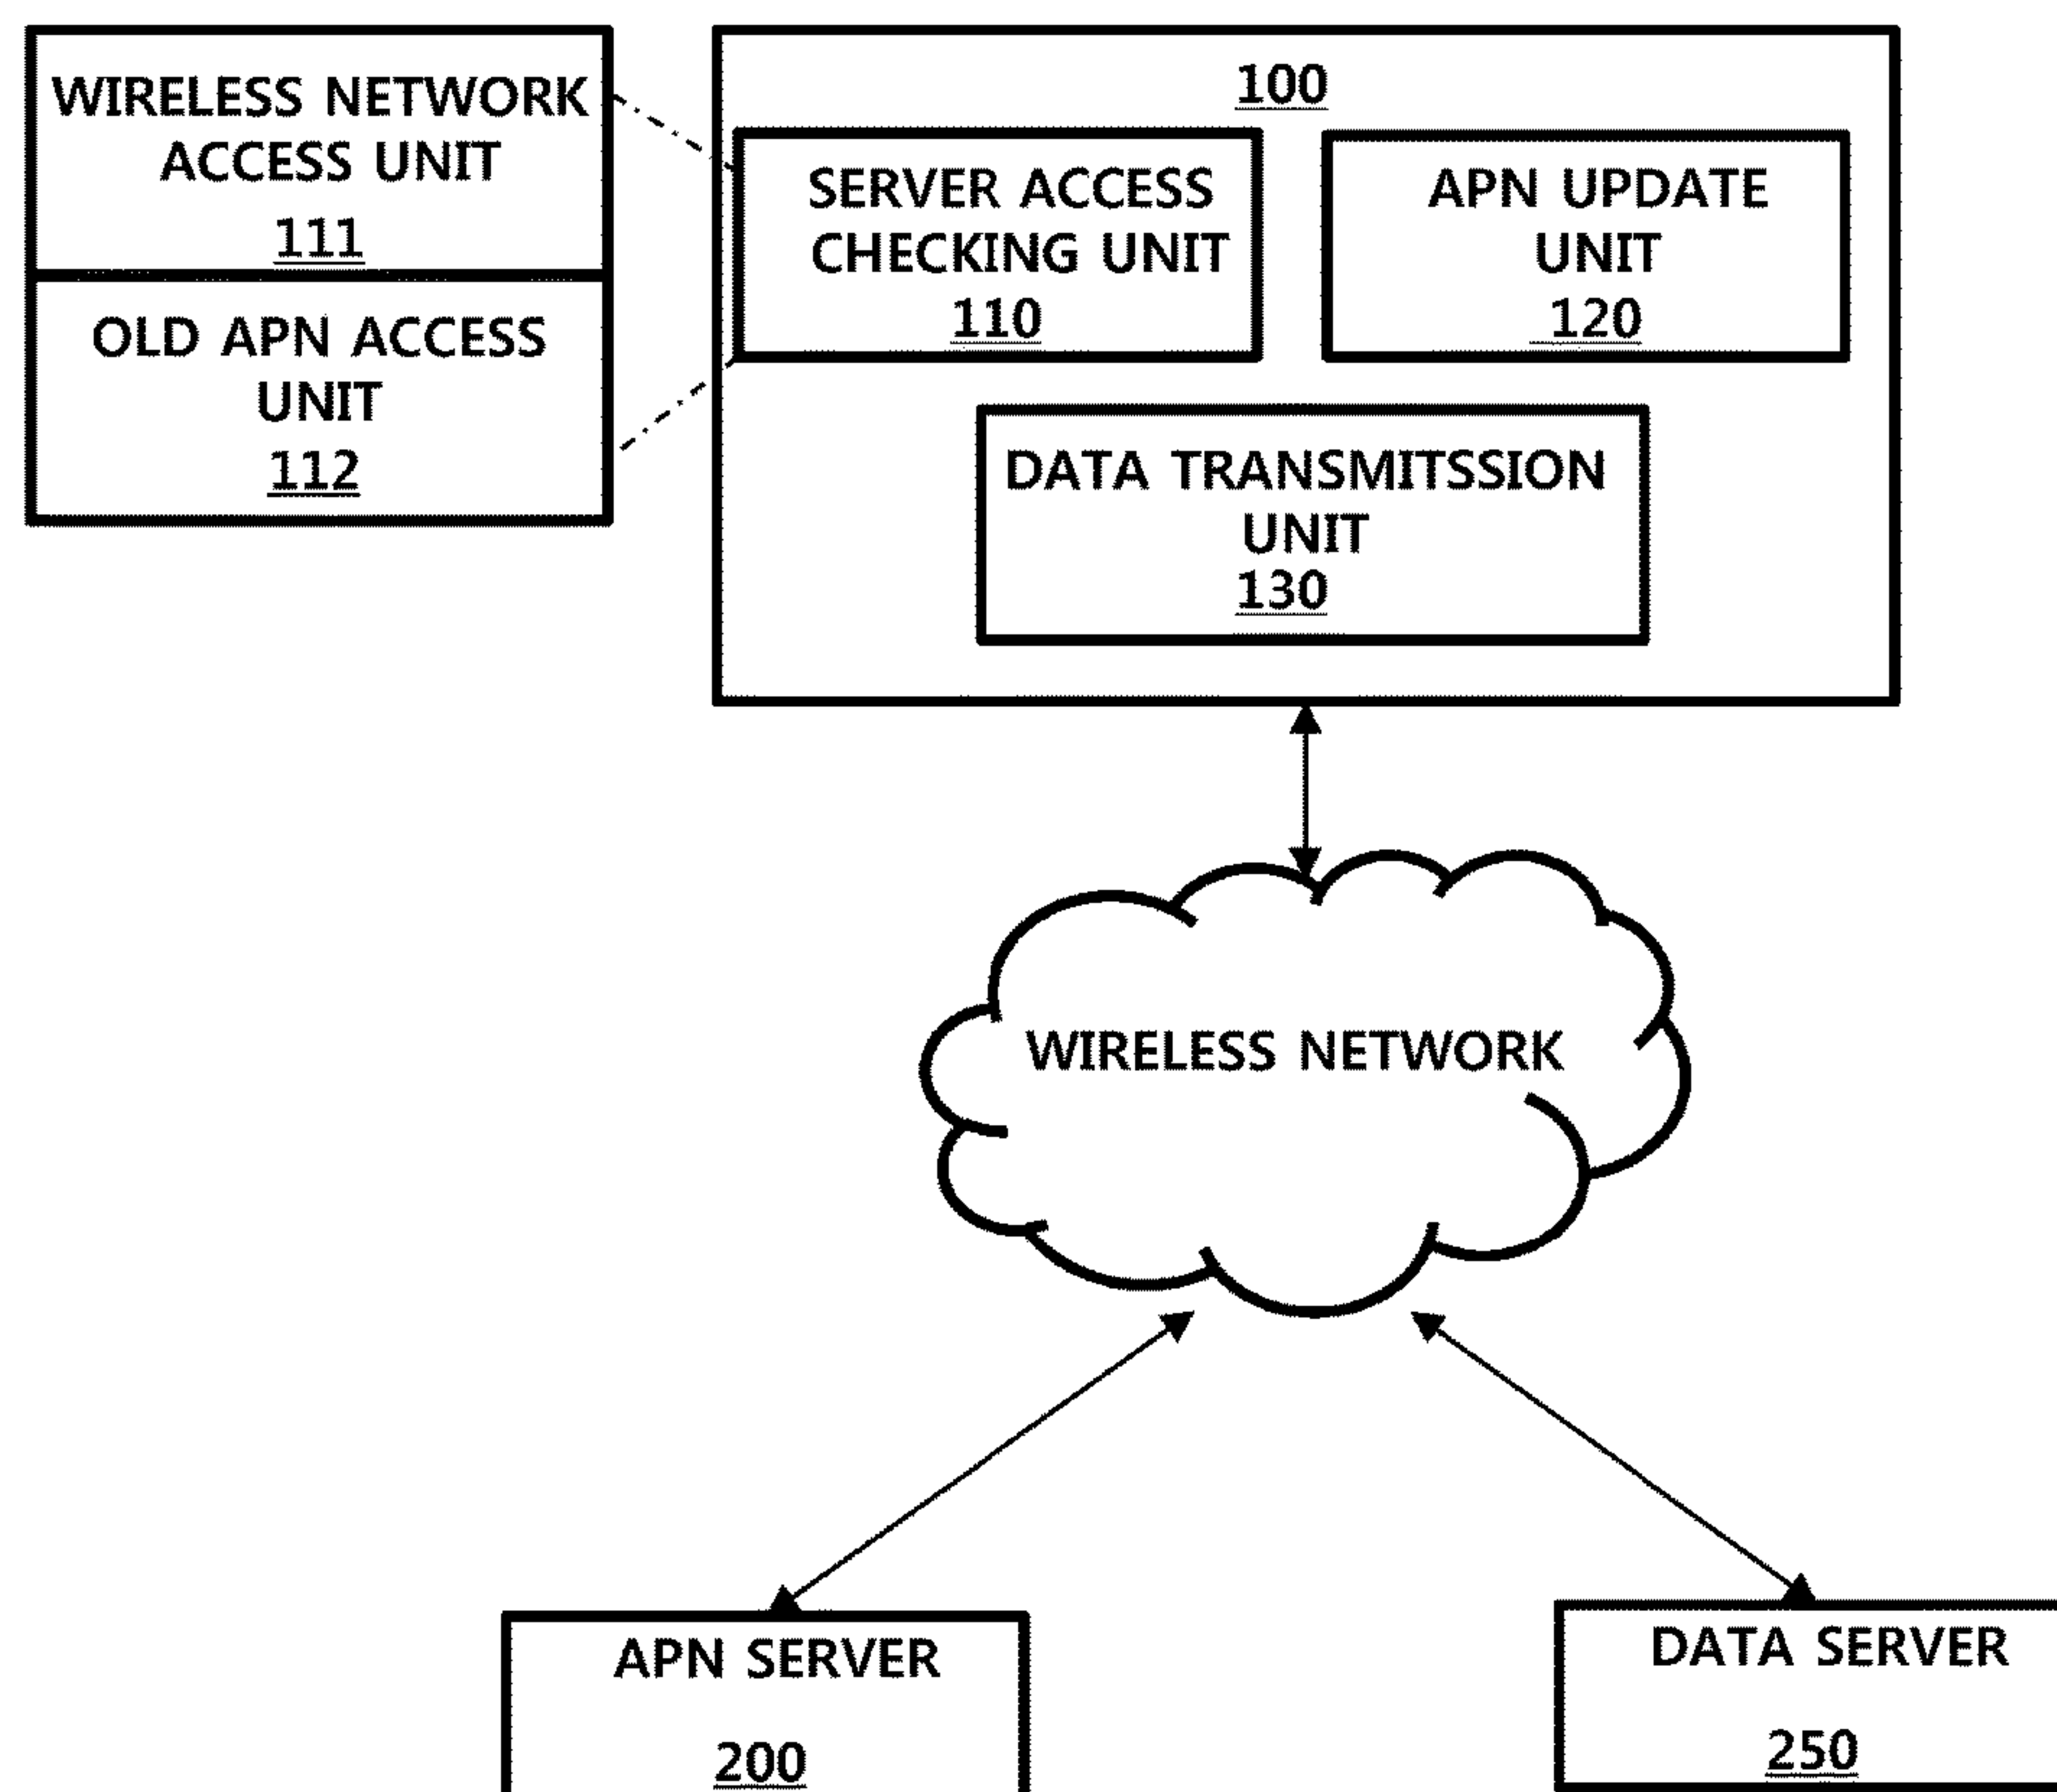 WIRELESS NETWORK
ACCESS UNIT
111
OLD APN ACCESS
UNIT
112
100
SERVER ACCESS
CHECKING UNIT
110
APN UPDATE
UNIT
120
DATA TRANSMITSSION
UNIT
130
WIRELESS NETWORK
APN SERVER
200
DATA SERVER
250